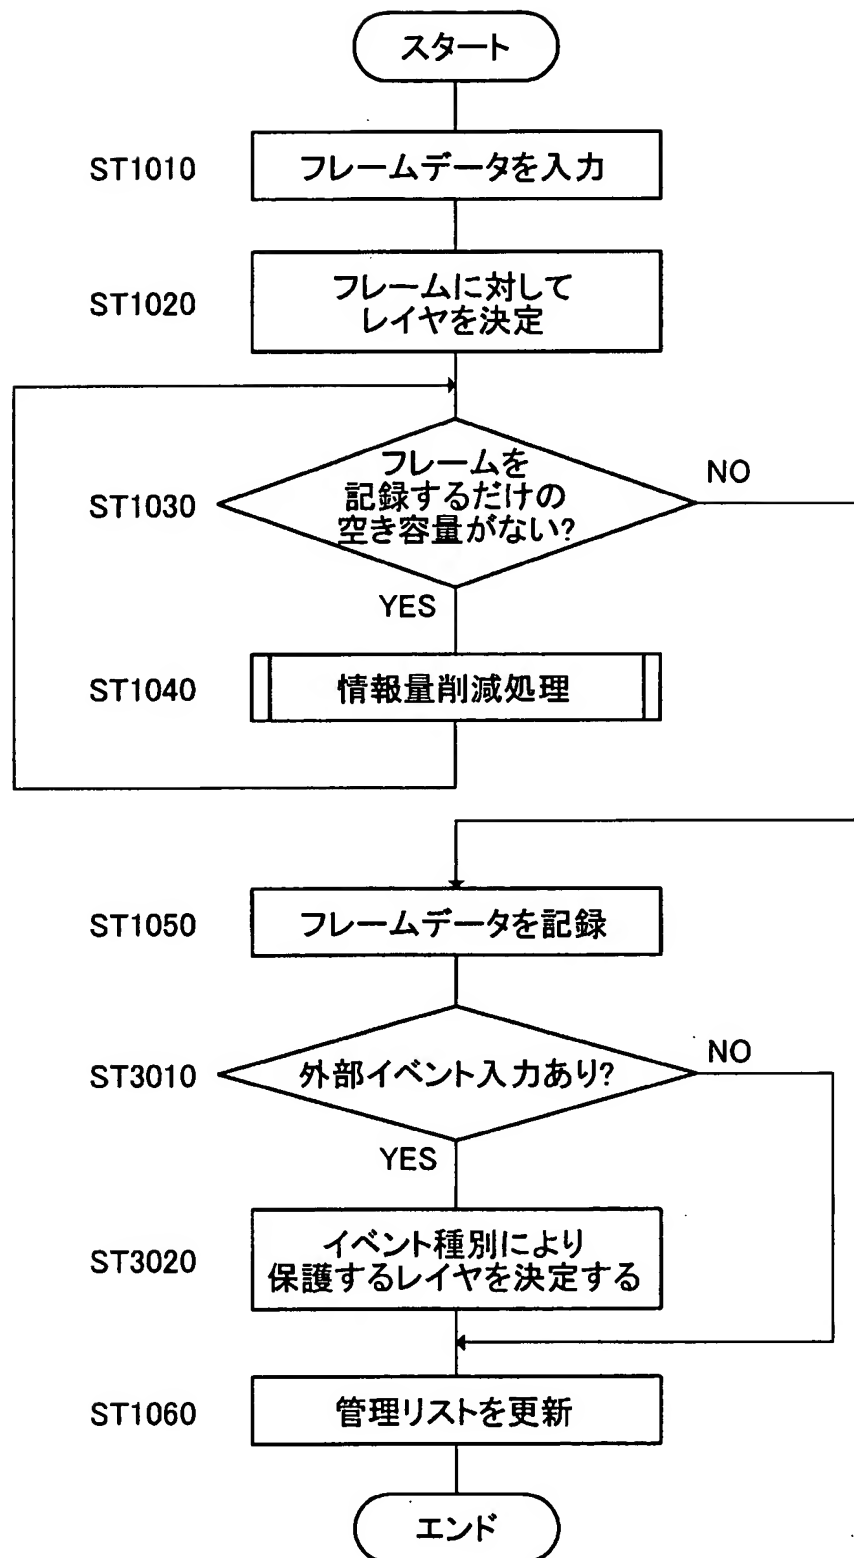 スタート
ST1010
フレームデータを入力
ST1020
フレームに対して
レイヤを決定
ST1030
フレームを
記録するだけの
空き容量がない?
NO
YES
ST1040
情報量削減処理
ST1050
フレームデータを記録
ST3010
外部イベント入力あり?
NO
YES
ST3020
イベント種別により
保護するレイヤを決定する
ST1060
管理リストを更新
エンド